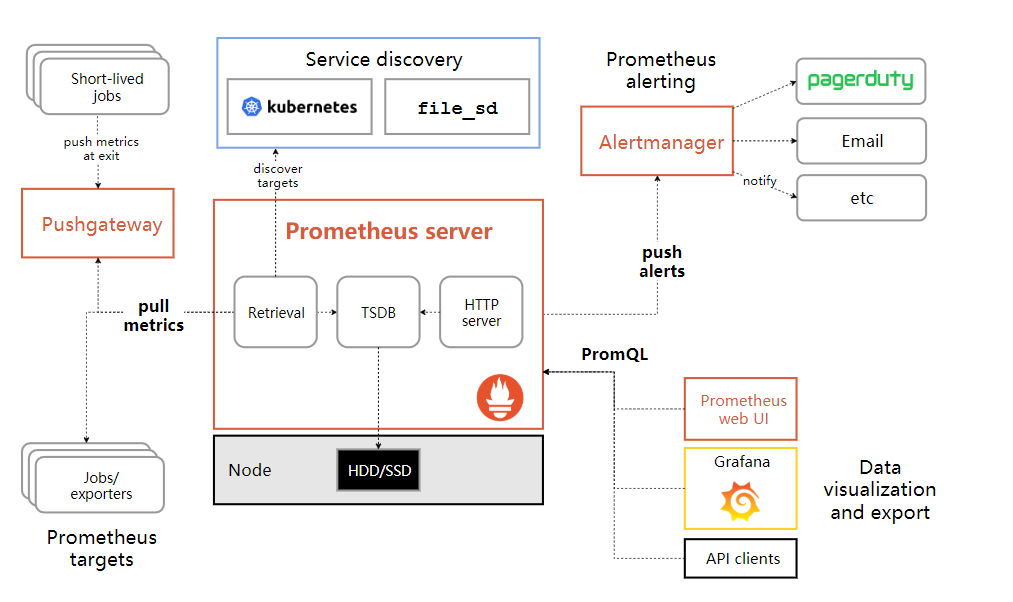 Short-lived
jobs
push metrics
at exit
Pushgateway
Service discovery
kubernetes
file_sd
discover
targets
Prometheus
alerting
Alertmanager
pagerduty
Email
notify
etc
Prometheus server
Retrieval
TSDB
HTTP
server
pull
metrics
push
alerts
PromQL
Node
HDD/SSD
Jobs/
exporters
Prometheus
targets
Prometheus
web UI
Grafana
API clients
Data
visualization
and export